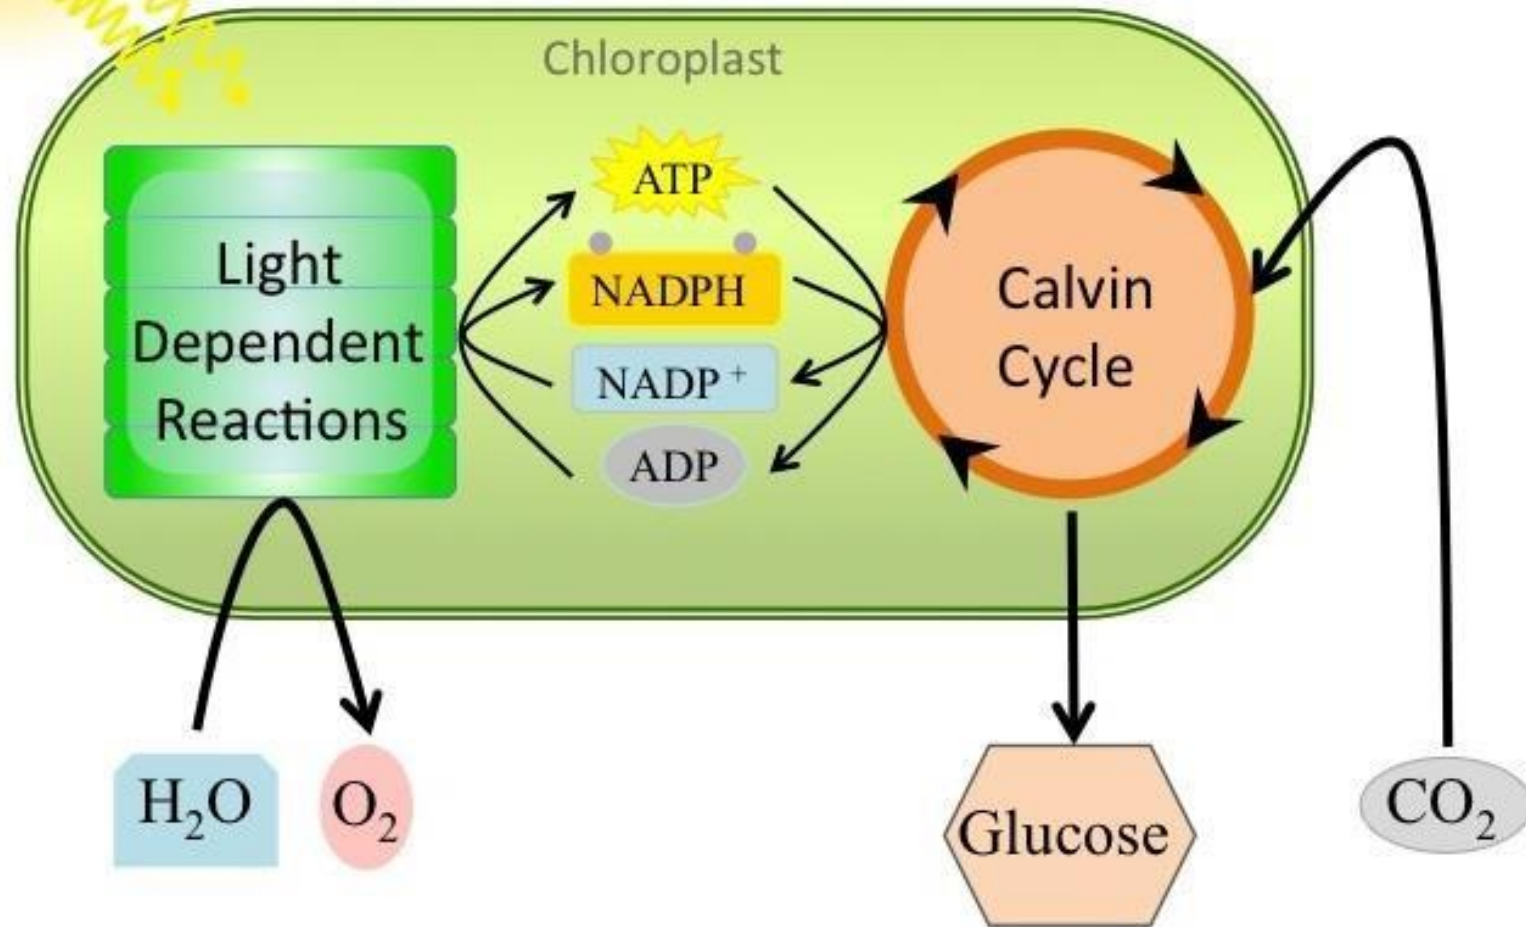 Chloroplast
Light
Dependent
Reactions
ATP
NADPH
NADP⁺
ADP
Calvin
Cycle
H₂O
O₂
Glucose
CO₂